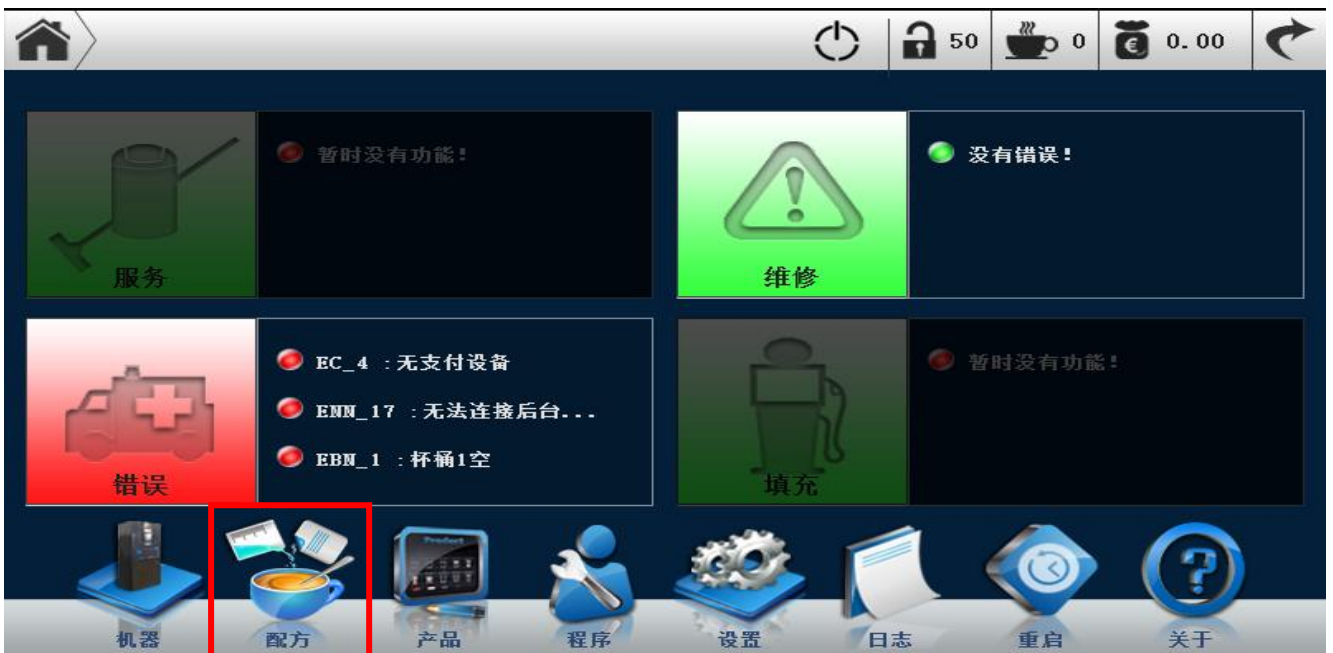 50
0
0.00
暂时没有功能!
服务
没有错误!
维修
EC_4 :无支付设备
ENN_17 :无法连接后台...
EBN_1 :杯桶1空
错误
暂时没有功能!
填充
Product
机器
配方
产品
程序
设置
日志
重启
关于